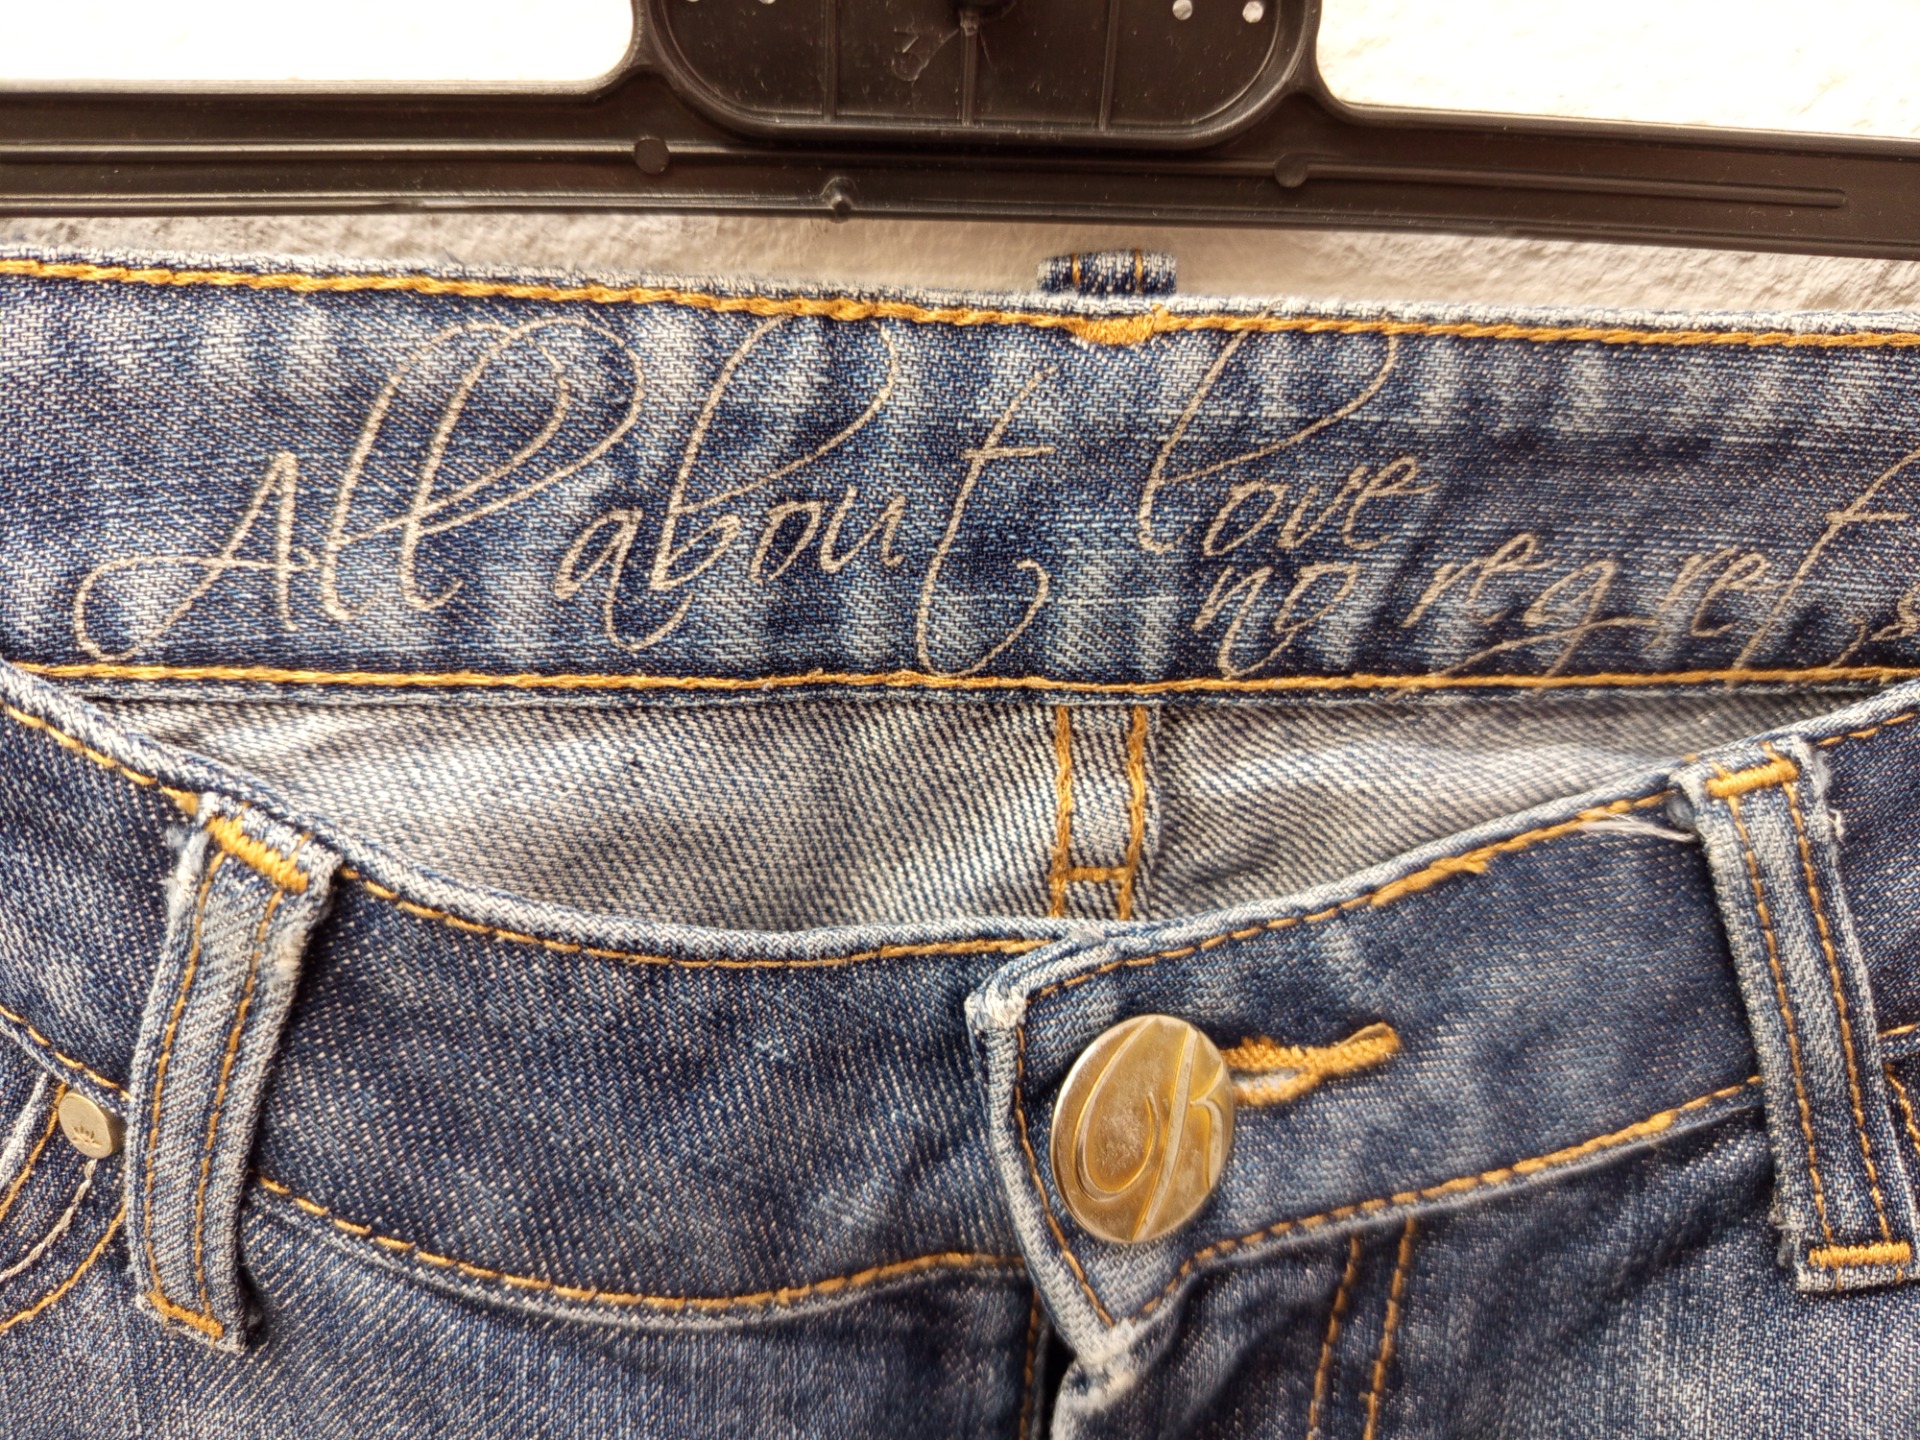 All about love
no regrets